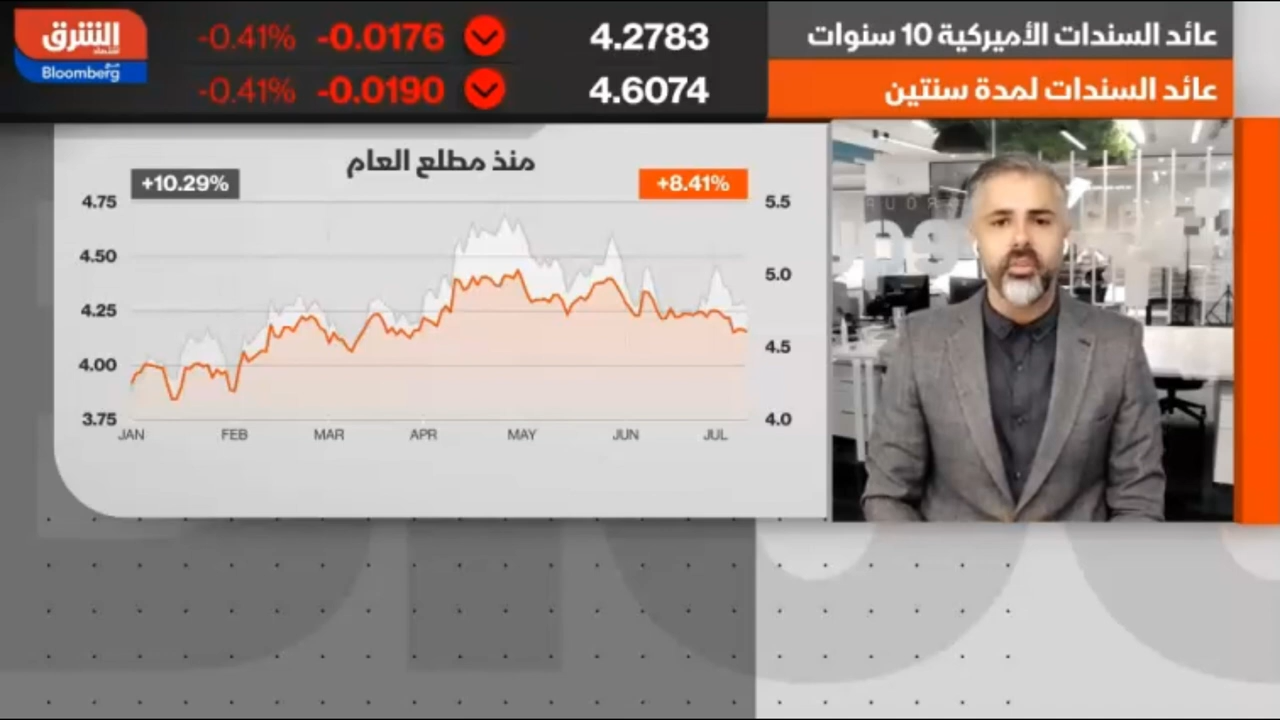 عائد السندات الأميركية 10 سنوات
4.2783 -0.0176 -0.41%
عائد السندات لمدة سنتين
4.6074 -0.0190 -0.41%
الشرق
اقتصاد
مع
Bloomberg
منذ مطلع العام
+10.29% +8.41%
4.75 5.5
4.50
5.0
4.25
4.5
4.00
3.75 4.0
JAN FEB MAR APR MAY JUN JUL